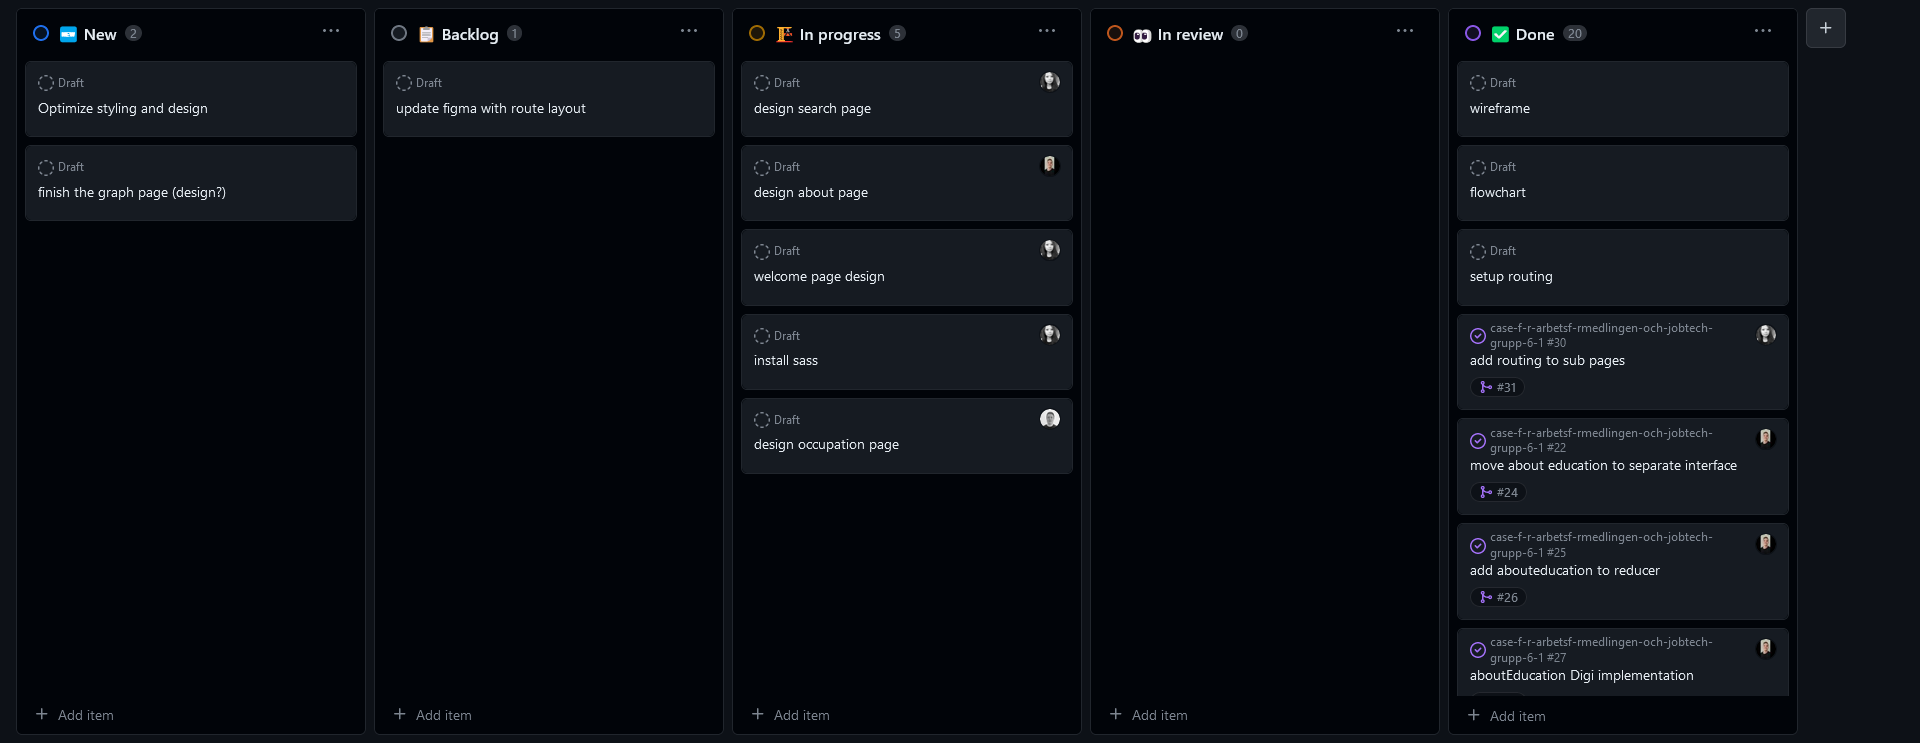 New 2
Draft
Optimize styling and design
Draft
finish the graph page (design?)
+ Add item
Backlog 1
Draft
update figma with route layout
+ Add item
In progress 5
Draft
design search page
Draft
design about page
Draft
welcome page design
Draft
install sass
Draft
design occupation page
+ Add item
In review 0
+ Add item
Done 20
Draft
wireframe
Draft
flowchart
Draft
setup routing
case-f-r-arbetsf-rmedlingen-och-jobtech-
grupp-6-1 #30
add routing to sub pages
#31
case-f-r-arbetsf-rmedlingen-och-jobtech-
grupp-6-1 #22
move about education to separate interface
#24
case-f-r-arbetsf-rmedlingen-och-jobtech-
grupp-6-1 #25
add abouteducation to reducer
#26
case-f-r-arbetsf-rmedlingen-och-jobtech-
grupp-6-1 #27
aboutEducation Digi implementation
+ Add item
+